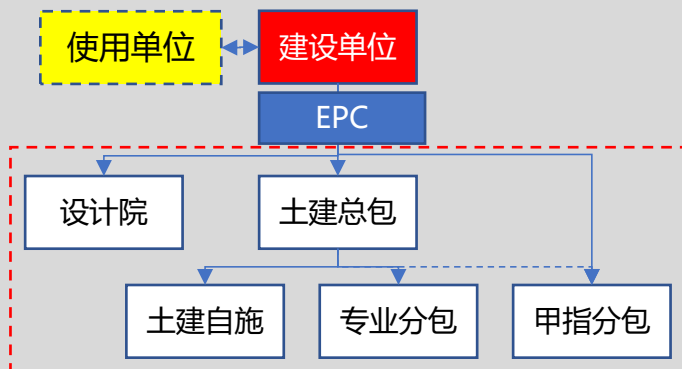 使用单位
建设单位
EPC
设计院
土建总包
土建自施
专业分包
甲指分包